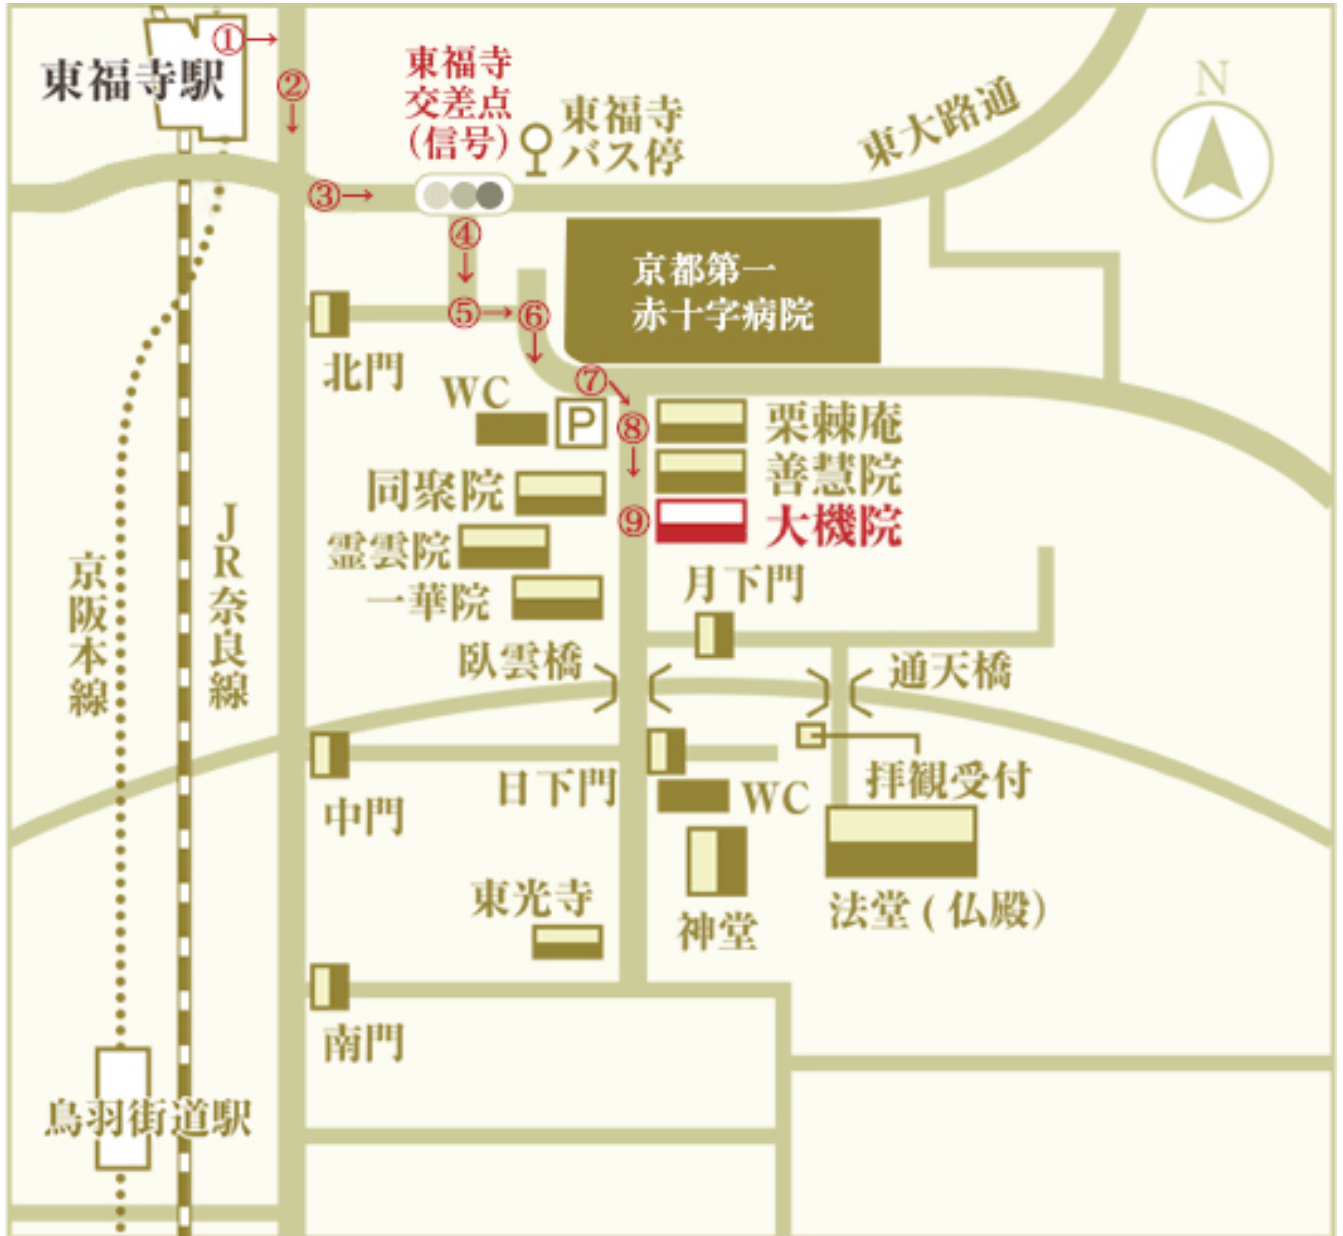 ①
東福寺駅
②
東福寺
交差点
(信号)
東福寺
バス停
東大路通
N
③
④
京都第一
赤十字病院
⑤
⑥
北門
⑦
WC
P
⑧
栗棘庵
善慧院
同聚院
⑨
大機院
霊雲院
一華院
月下門
JR奈良線
京阪本線
臥雲橋
通天橋
日下門
拝観受付
中門
WC
東光寺
神堂
法堂(仏殿)
南門
鳥羽街道駅